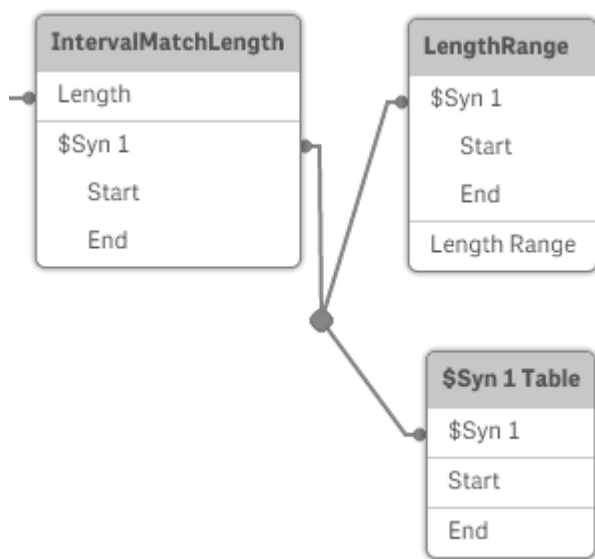 IntervalMatchLength
Length
$Syn 1
Start
End
LengthRange
$Syn 1
Start
End
Length Range
$Syn 1 Table
$Syn 1
Start
End